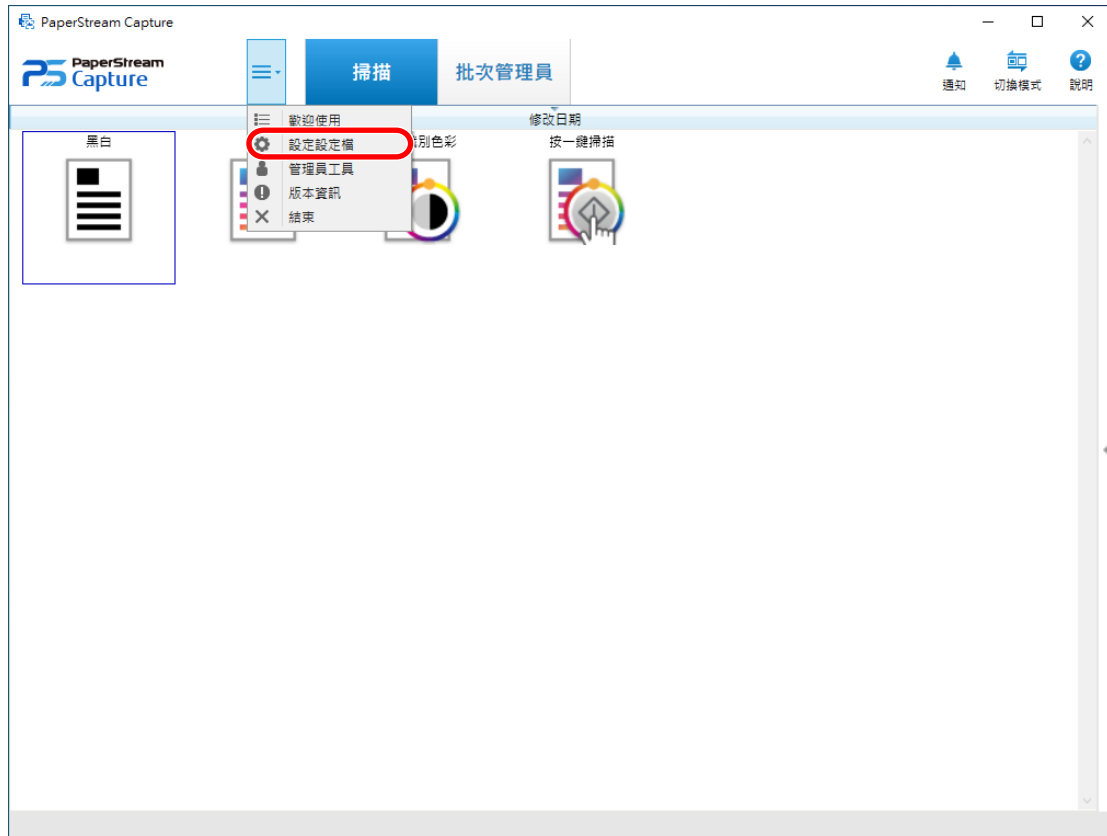 PaperStream Capture
PaperStream
Capture
掃描
批次管理員
通知
切換模式
說明
修改日期
歡迎使用
設定設定檔
管理員工具
版本資訊
結束
黑白
別色彩
按一鍵掃描